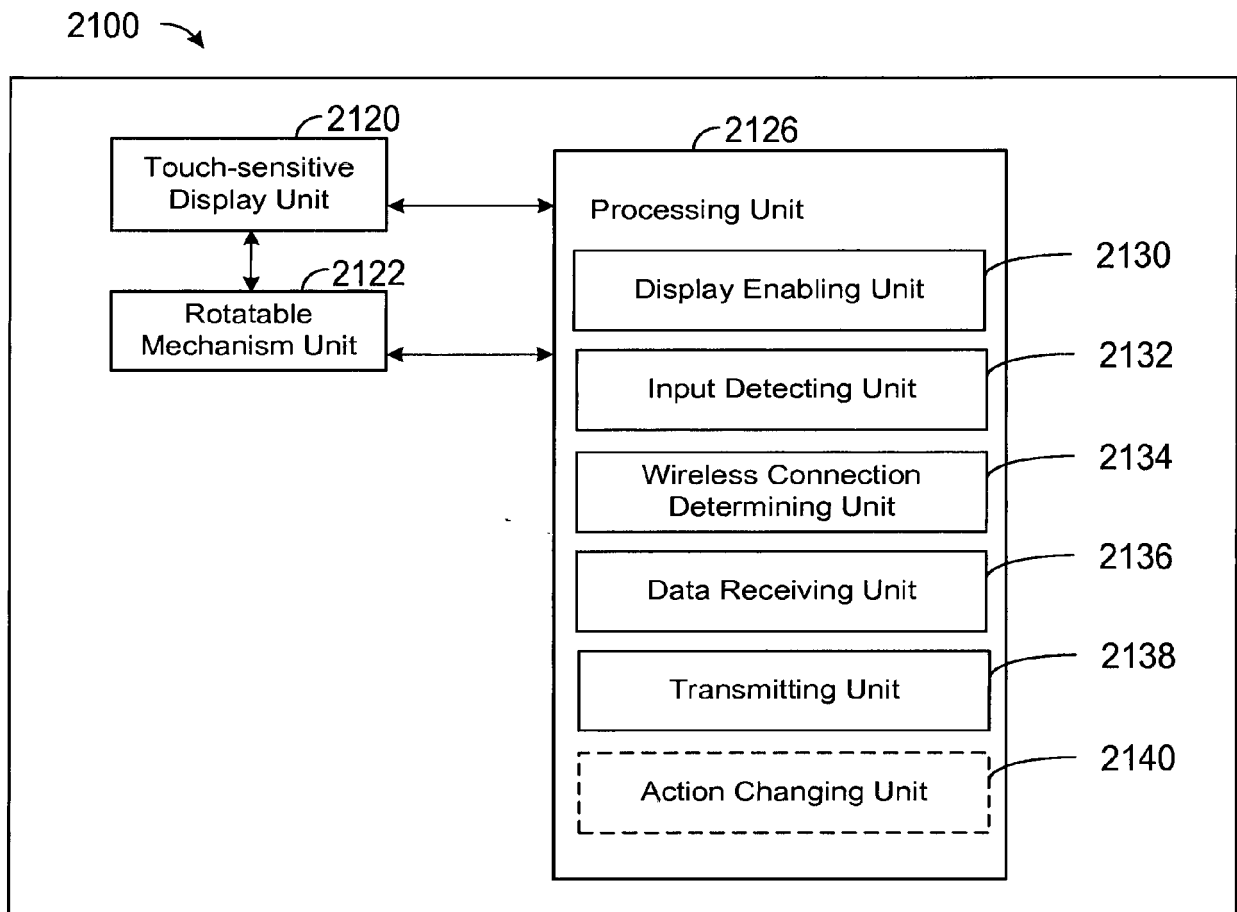 2100
2120
Touch-sensitive
Display Unit
2122
Rotatable
Mechanism Unit
2126
Processing Unit
Display Enabling Unit
2130
Input Detecting Unit
2132
Wireless Connection
Determining Unit
2134
Data Receiving Unit
2136
Transmitting Unit
2138
Action Changing Unit
2140